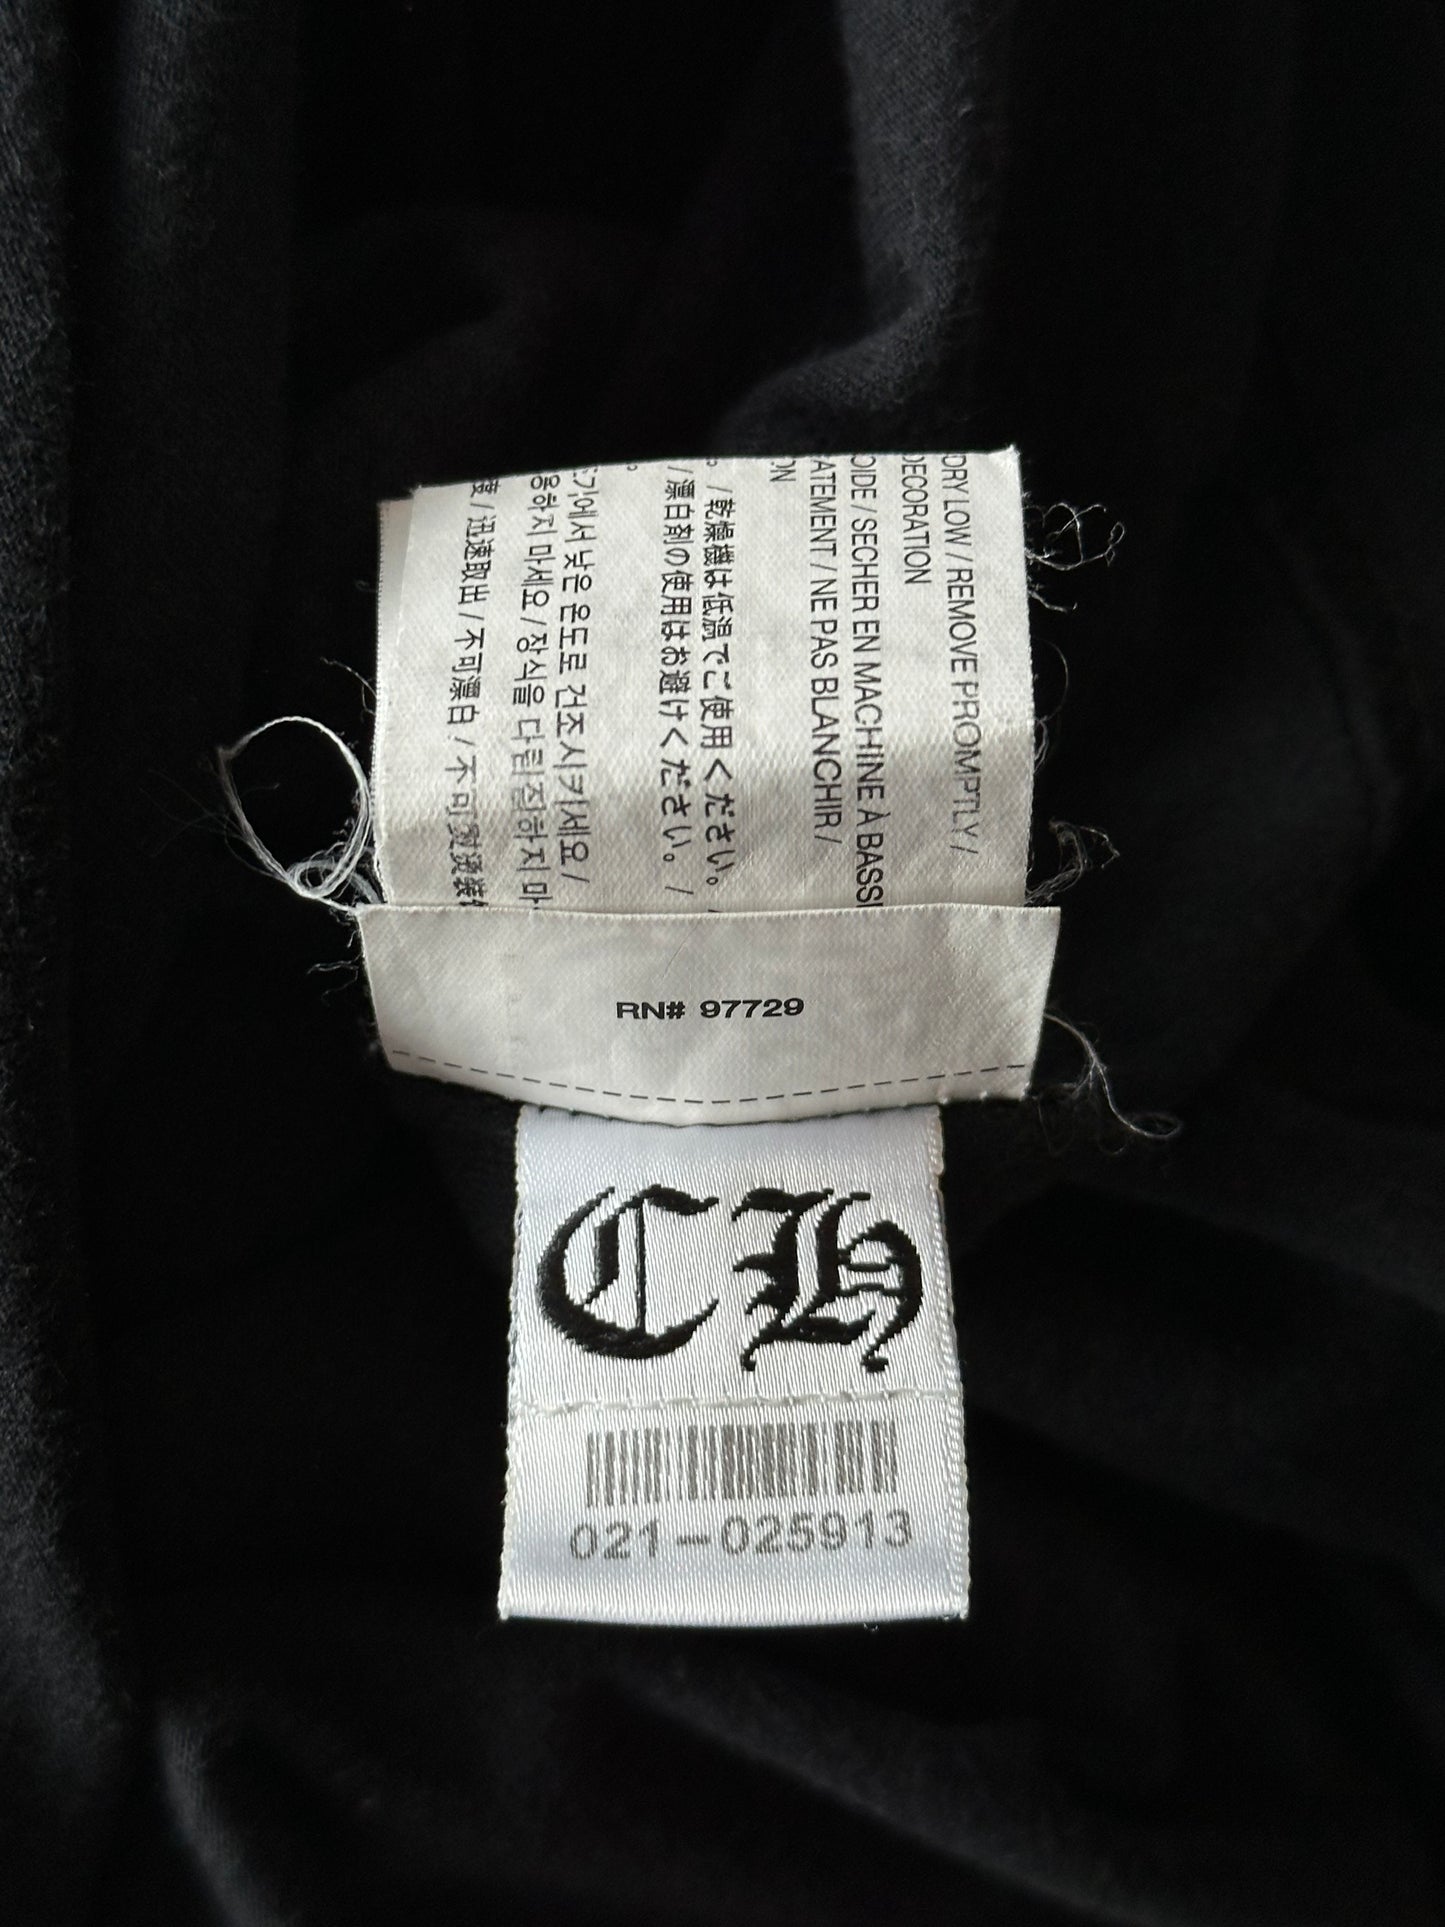 DRY LOW / REMOVE PROMPTLY /
DECORATION
OIDE / SECHER EN MACHINE À BASSE
ATEMENT / NE PAS BLANCHIR /
ON
。 / 乾燥機は低温でご使用ください。 /
/ 漂白剤の使用はお避けください。 /
기에서 낮은 온도로 건조시키세요 /
용하지 마세요 / 장식을 다림질하지 마
度 / 迅速取出 / 不可漂白 / 不可熨燙裝
RN# 97729
CH
021-025913